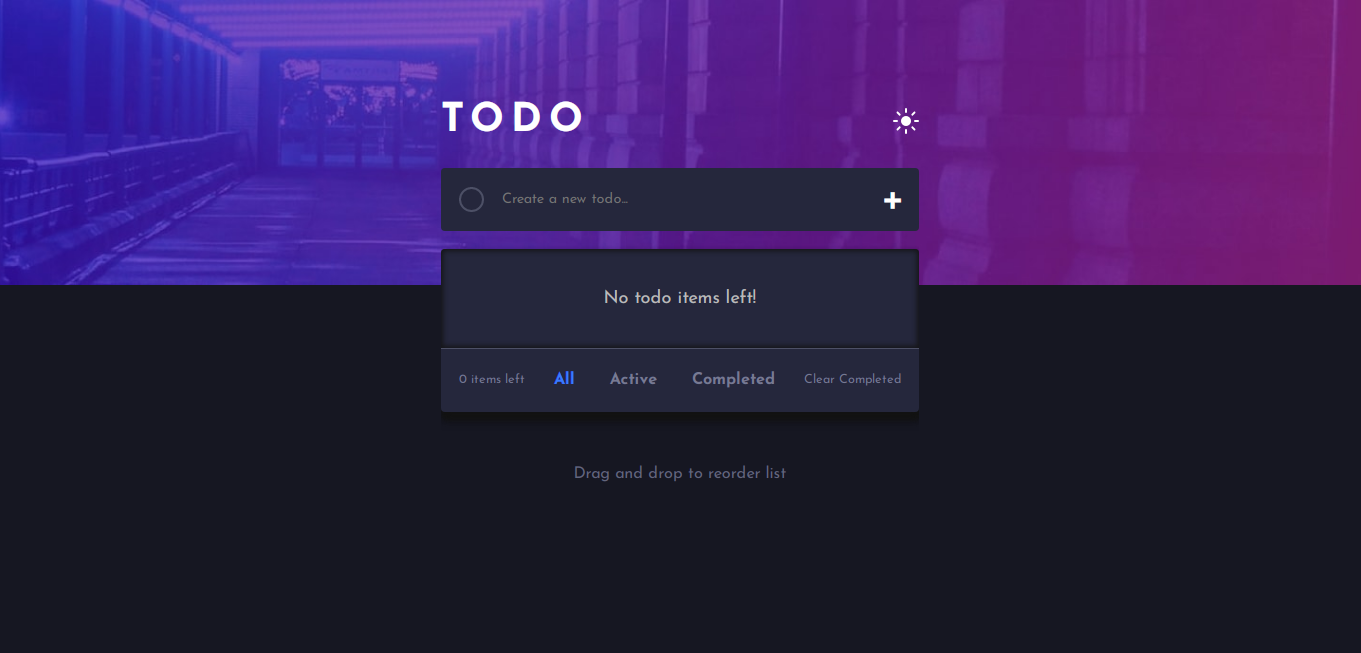 TODO
Create a new todo...
No todo items left!
0 items left All Active Completed Clear Completed
Drag and drop to reorder list